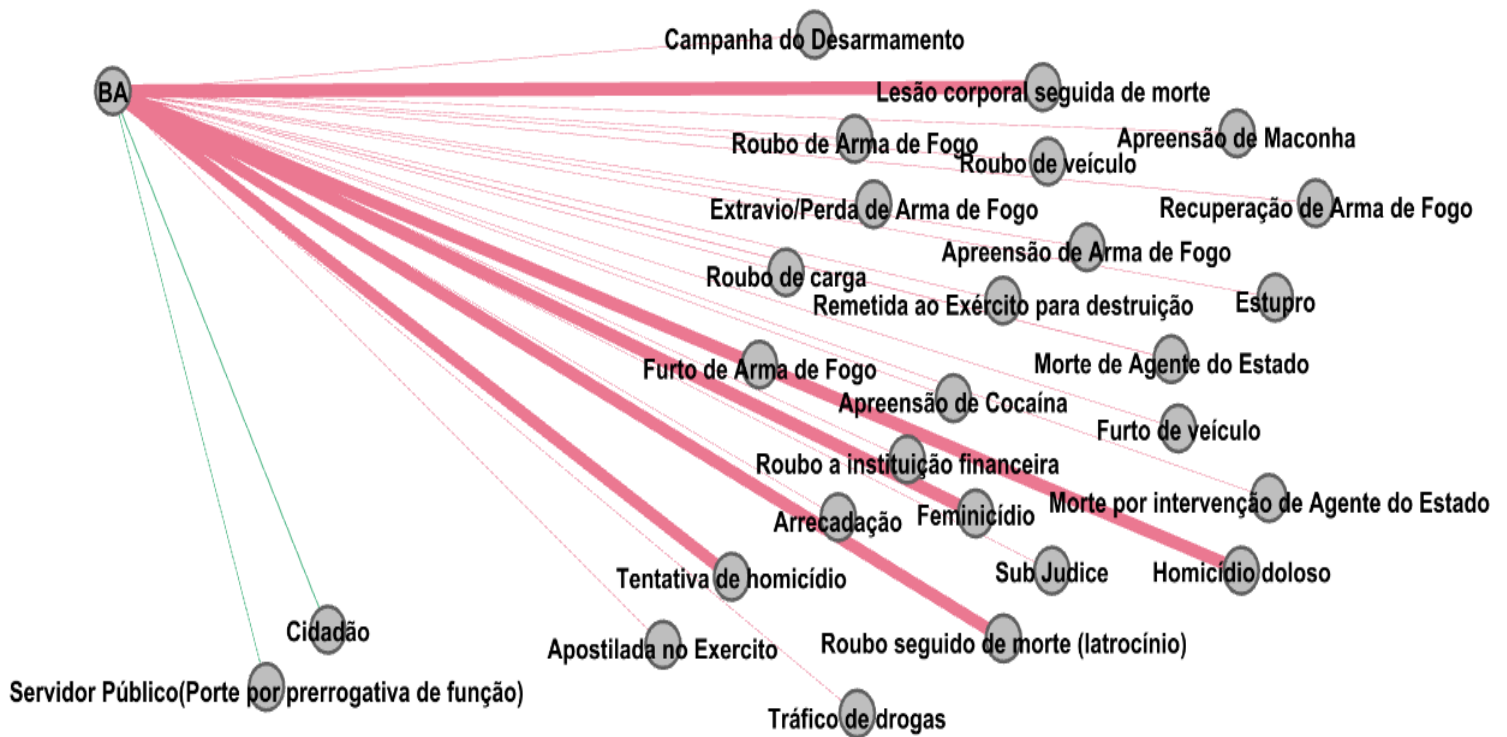 Campanha do Desarmamento
BA
Lesão corporal seguida de morte
Apreensão de Maconha
Roubo de Arma de Fogo
Roubo de veículo
Extravio/Perda de Arma de Fogo
Recuperação de Arma de Fogo
Apreensão de Arma de Fogo
Roubo de carga
Remetida ao Exército para destruição
Estupro
Furto de Arma de Fogo
Morte de Agente do Estado
Apreensão de Cocaína
Furto de veículo
Roubo a instituição financeira
Morte por intervenção de Agente do Estado
Arrecadação
Feminicídio
Tentativa de homicídio
Sub Judice
Homicídio doloso
Cidadão
Apostilada no Exercito
Roubo seguido de morte (latrocínio)
Servidor Público(Porte por prerrogativa de função)
Tráfico de drogas